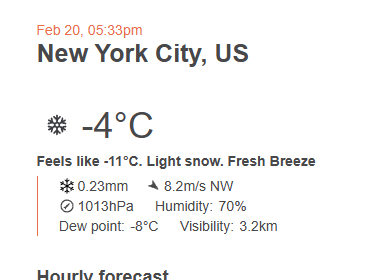 Feb 20, 05:33pm
New York City, US
-4°C
Feels like -11°C. Light snow. Fresh Breeze
0.23mm 8.2m/s NW
1013hPa Humidity: 70%
Dew point: -8°C Visibility: 3.2km
Hourly forecast